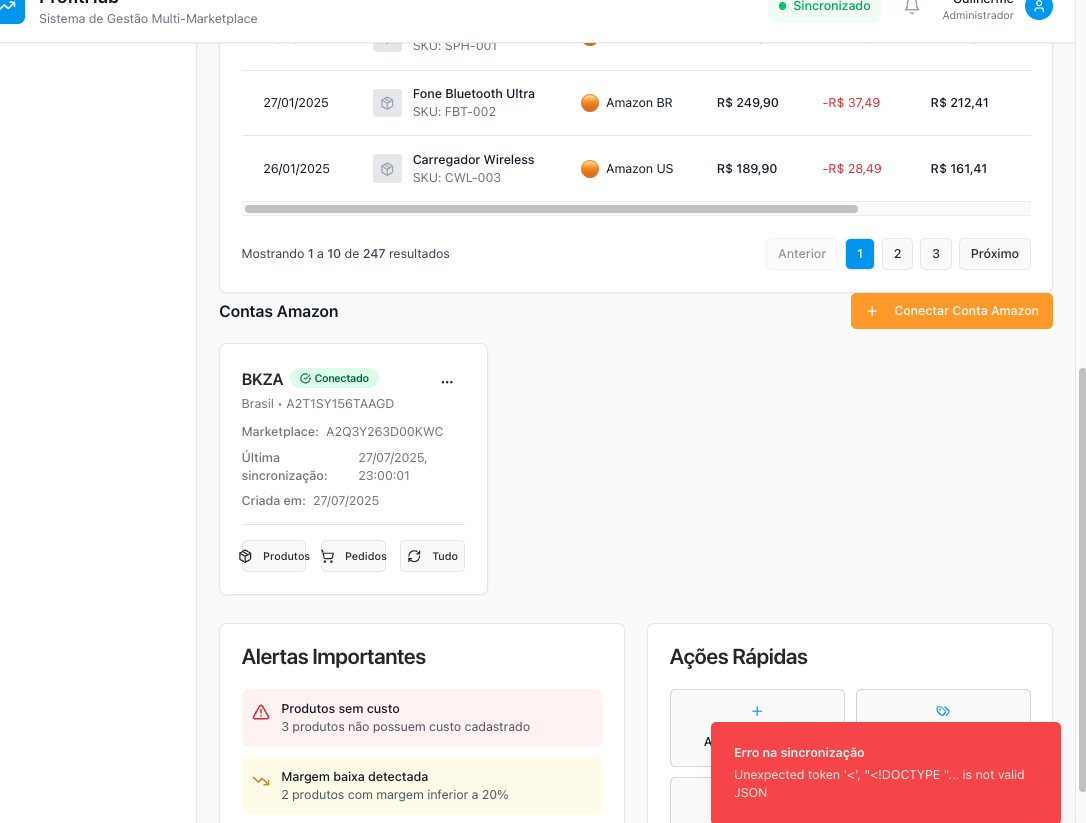 ProfitHub
Sistema de Gestão Multi-Marketplace
Sincronizado
Guilherme
Administrador
SKU: SPH-001
27/01/2025
Fone Bluetooth Ultra
SKU: FBT-002
Amazon BR
R$ 249,90
-R$ 37,49
R$ 212,41
26/01/2025
Carregador Wireless
SKU: CWL-003
Amazon US
R$ 189,90
-R$ 28,49
R$ 161,41
Mostrando 1 a 10 de 247 resultados
Anterior
1
2
3
Próximo
Contas Amazon
+ Conectar Conta Amazon
BKZA
Conectado
...
Brasil • A2T1SY156TAAGD
Marketplace: A2Q3Y263D00KWC
Última sincronização:
27/07/2025, 23:00:01
Criada em: 27/07/2025
Produtos
Pedidos
Tudo
Alertas Importantes
Produtos sem custo
3 produtos não possuem custo cadastrado
Margem baixa detectada
2 produtos com margem inferior a 20%
Ações Rápidas
Erro na sincronização
Unexpected token '<', "<!DOCTYPE "... is not valid
JSON